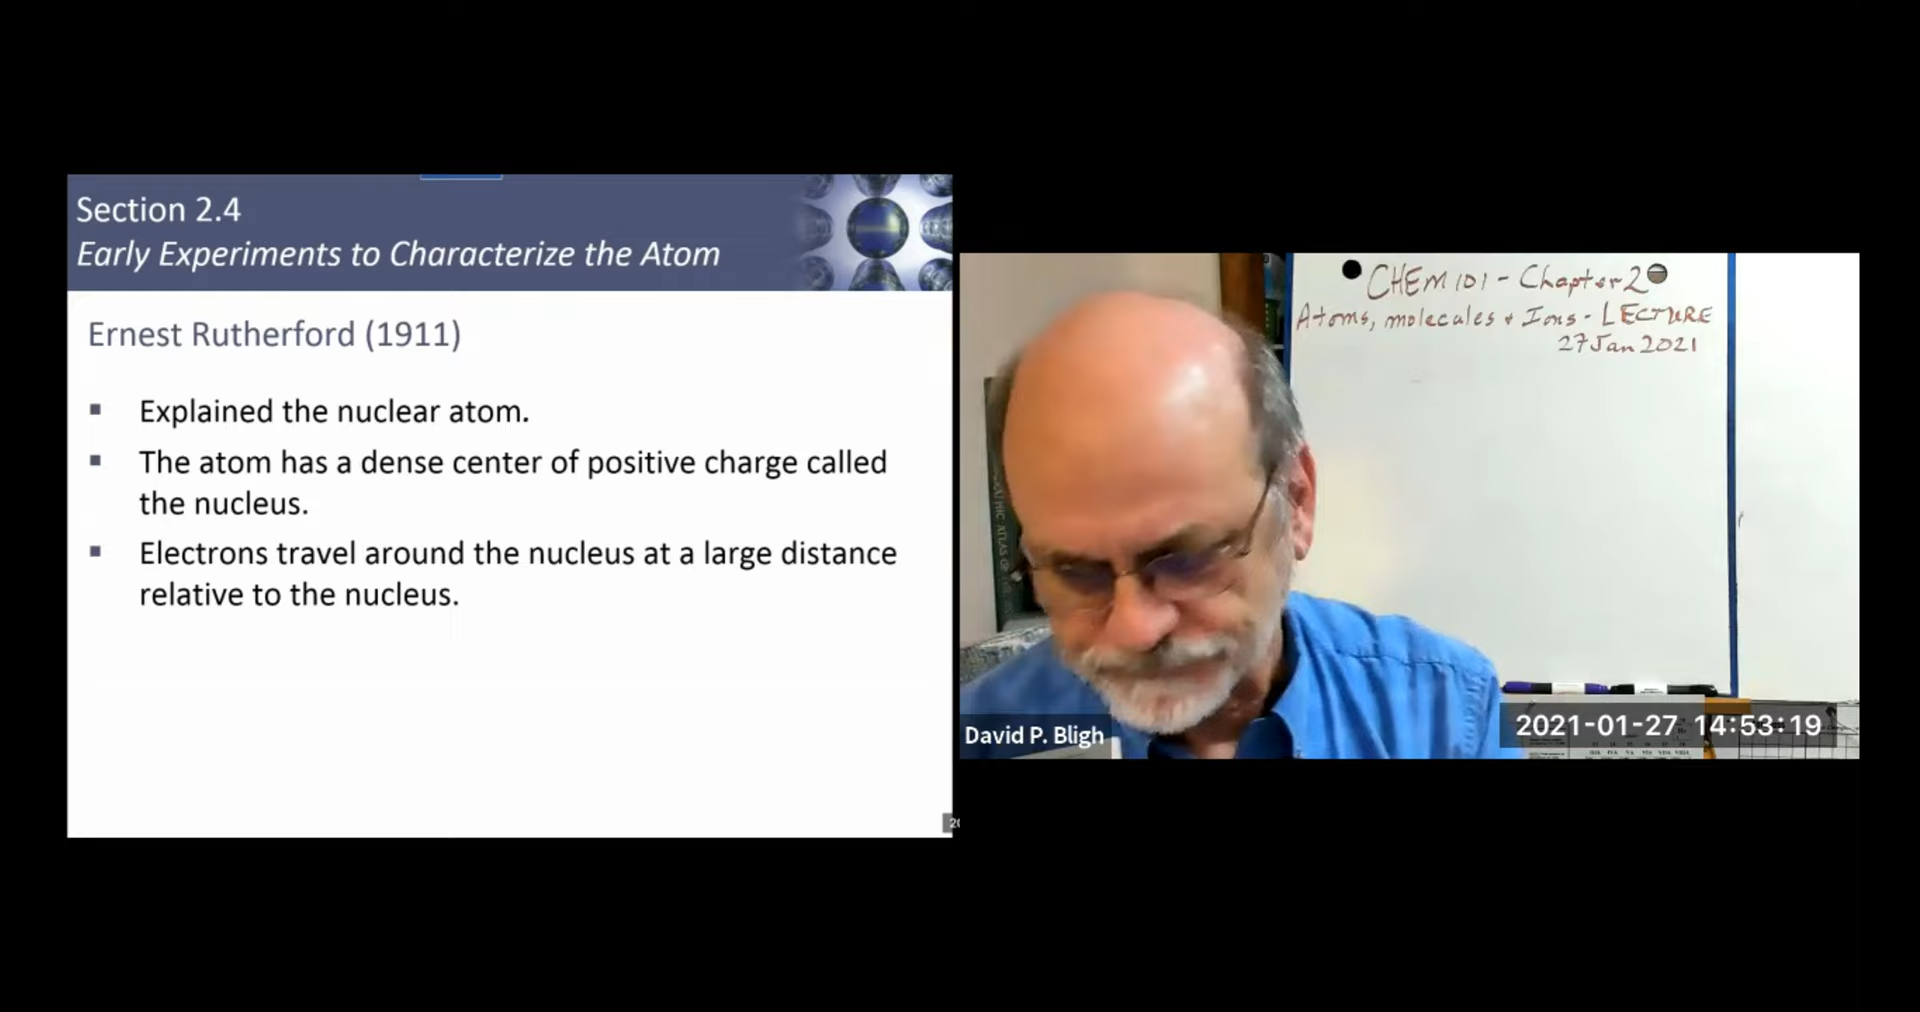 Section 2.4
Early Experiments to Characterize the Atom
Ernest Rutherford (1911)
▪ Explained the nuclear atom.
▪ The atom has a dense center of positive charge called
the nucleus.
▪ Electrons travel around the nucleus at a large distance
relative to the nucleus.
CHEM 101 - Chapter 2
Atoms, molecules + Ions - LECTURE
27 Jan 2021
David P. Bligh
2021-01-27 14:53:19